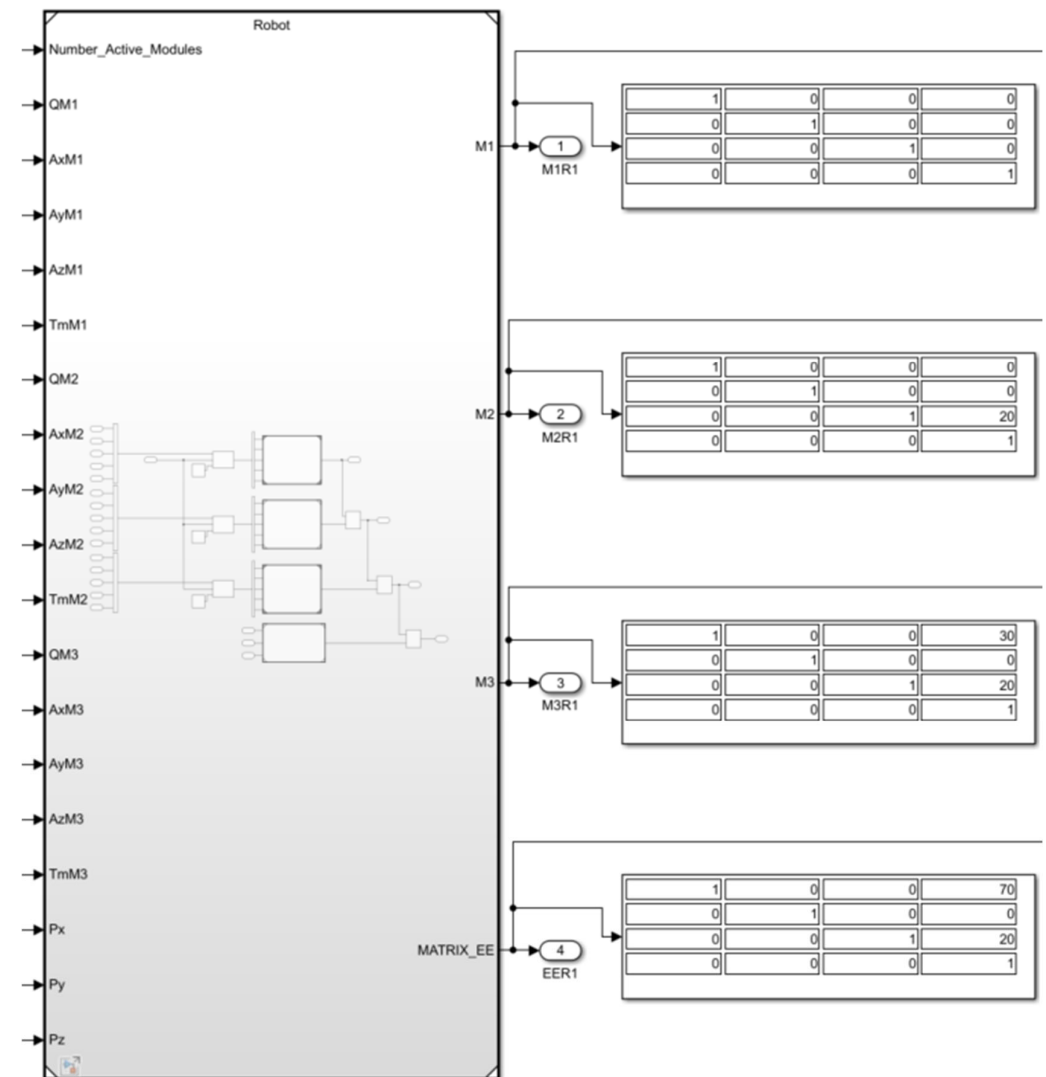 Robot
Number_Active_Modules
QM1
AxM1
AyM1
AzM1
TmM1
QM2
AxM2
AyM2
AzM2
TmM2
QM3
AxM3
AyM3
AzM3
TmM3
Px
Py
Pz
M1
1
M1R1
1 0 0 0
0 1 0 0
0 0 1 0
0 0 0 1
M2
2
M2R1
1 0 0 0
0 1 0 0
0 0 1 20
0 0 0 1
M3
3
M3R1
1 0 0 30
0 1 0 0
0 0 1 20
0 0 0 1
MATRIX_EE
4
EER1
1 0 0 70
0 1 0 0
0 0 1 20
0 0 0 1